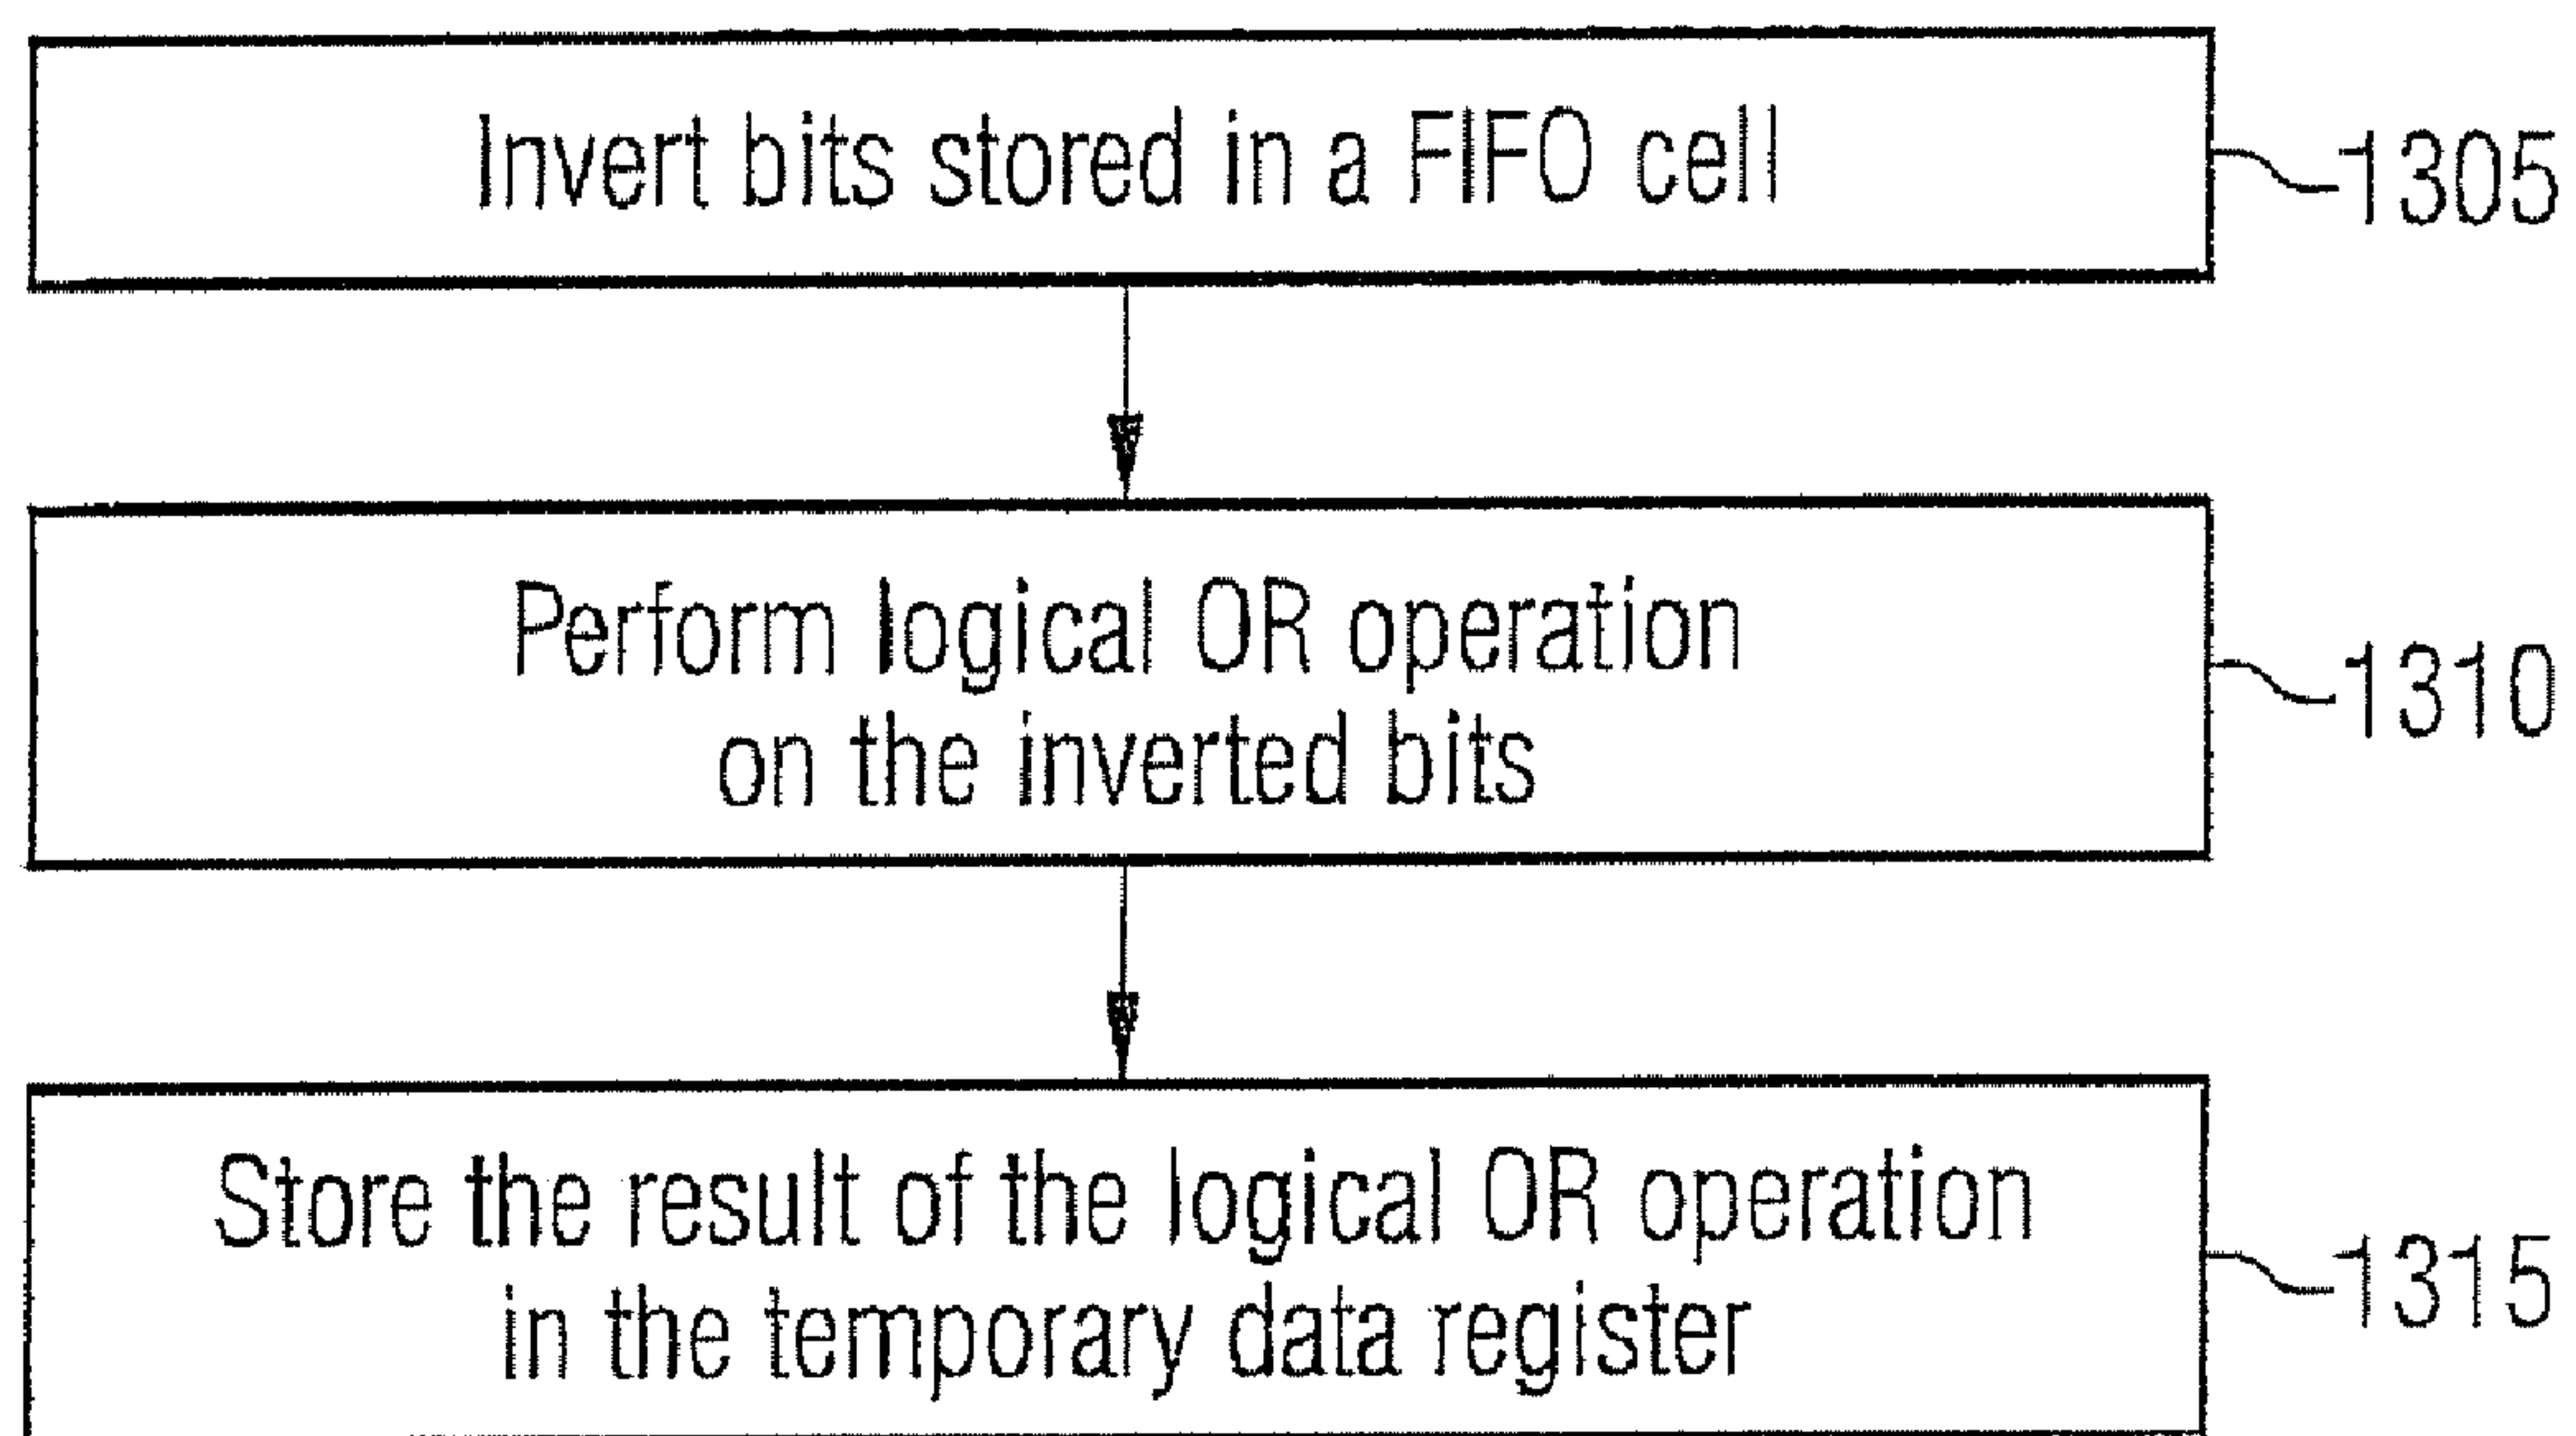 Invert bits stored in a FIFO cell
1305
Perform logical OR operation
on the inverted bits
1310
Store the result of the logical OR operation
in the temporary data register
1315